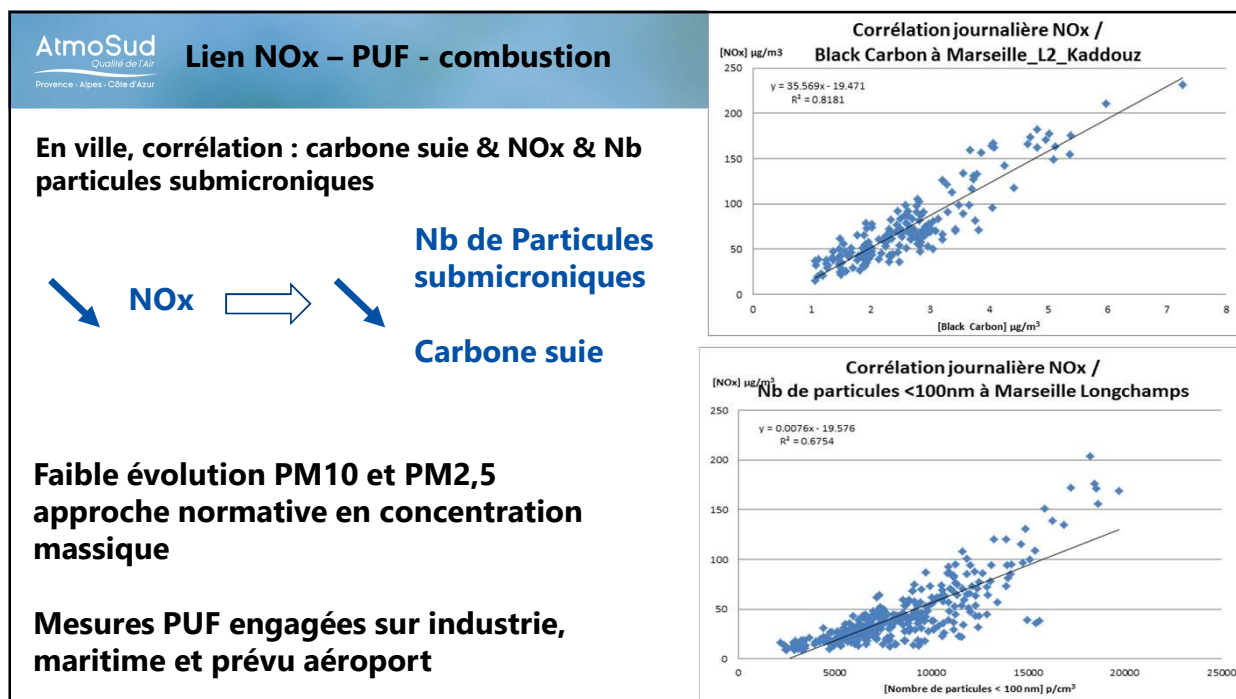 AtmoSud
Qualité de l'Air
Provence - Alpes - Côte d'Azur
Lien NOx – PUF - combustion
En ville, corrélation : carbone suie & NOx & Nb
particules submicroniques
NOx
Nb de Particules
submicroniques
Carbone suie
Faible évolution PM10 et PM2,5
approche normative en concentration
massique
Mesures PUF engagées sur industrie,
maritime et prévu aéroport
Corrélation journalière NOx /
Black Carbon à Marseille_L2_Kaddouz
[NOx] µg/m3
250
y = 35.569x - 19.471
R² = 0.8181
200
150
100
50
0
0 1 2 3 4 5 6 7 8
[Black Carbon] µg/m³
Corrélation journalière NOx /
Nb de particules <100nm à Marseille Longchamps
[NOx] µg/m³
250
y = 0.0076x - 19.576
R² = 0.6754
200
150
100
50
0
0 5000 10000 15000 20000 25000
[Nombre de particules < 100 nm] p/cm³